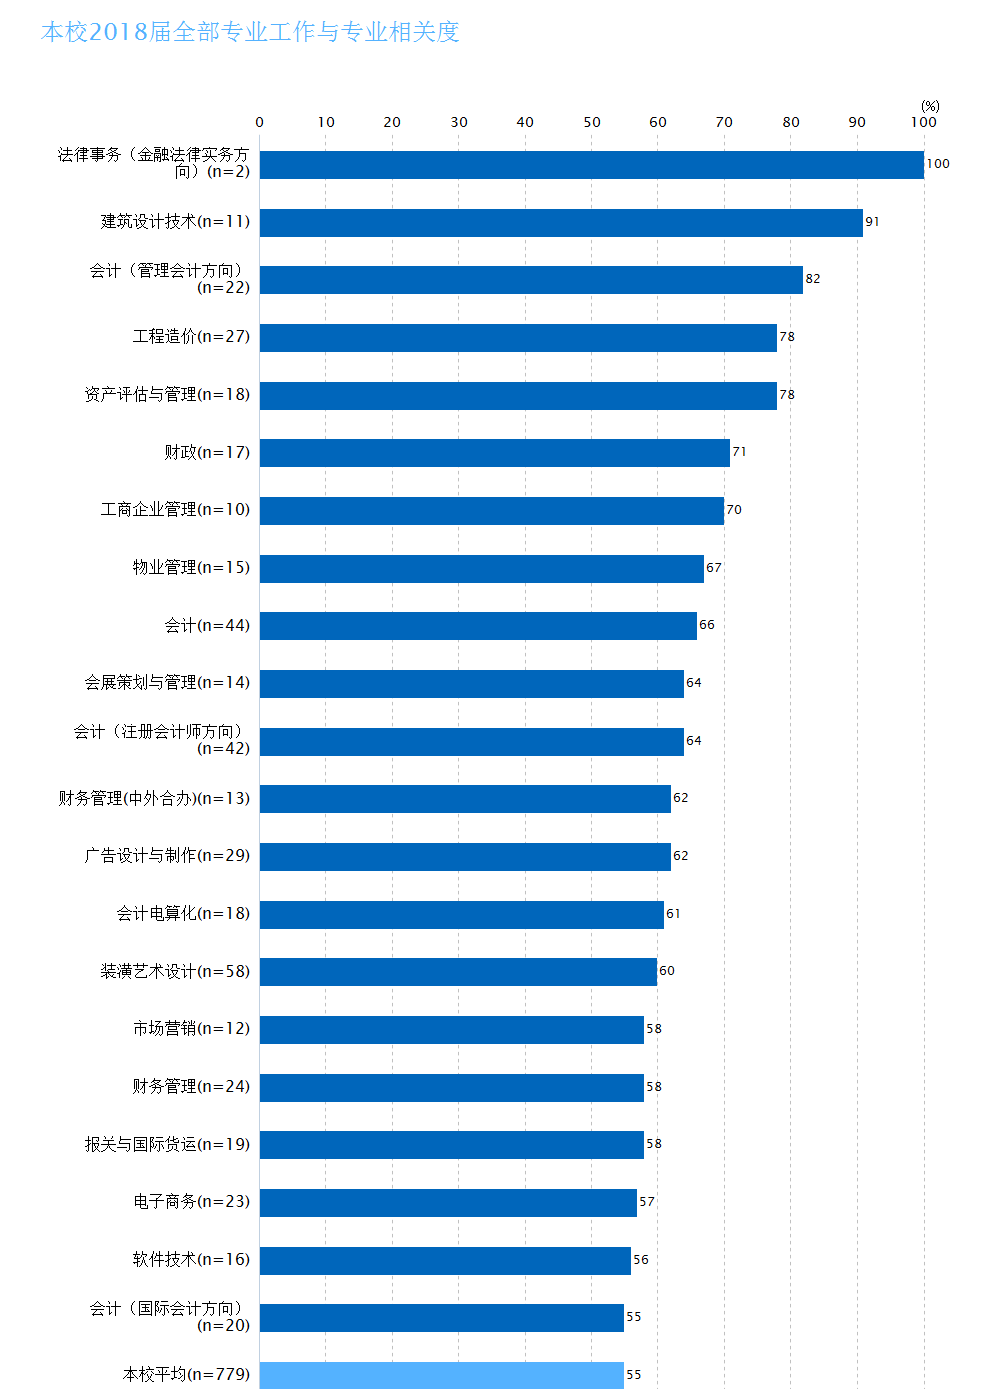 本校2018届全部专业工作与专业相关度
(%)
0 10 20 30 40 50 60 70 80 90 100
法律事务（金融法律实务方
向）(n=2) 100
建筑设计技术(n=11) 91
会计（管理会计方向）
(n=22) 82
工程造价(n=27) 78
资产评估与管理(n=18) 78
财政(n=17) 71
工商企业管理(n=10) 70
物业管理(n=15) 67
会计(n=44) 66
会展策划与管理(n=14) 64
会计（注册会计师方向）
(n=42) 64
财务管理(中外合办)(n=13) 62
广告设计与制作(n=29) 62
会计电算化(n=18) 61
装潢艺术设计(n=58) 60
市场营销(n=12) 58
财务管理(n=24) 58
报关与国际货运(n=19) 58
电子商务(n=23) 57
软件技术(n=16) 56
会计（国际会计方向）
(n=20) 55
本校平均(n=779) 55